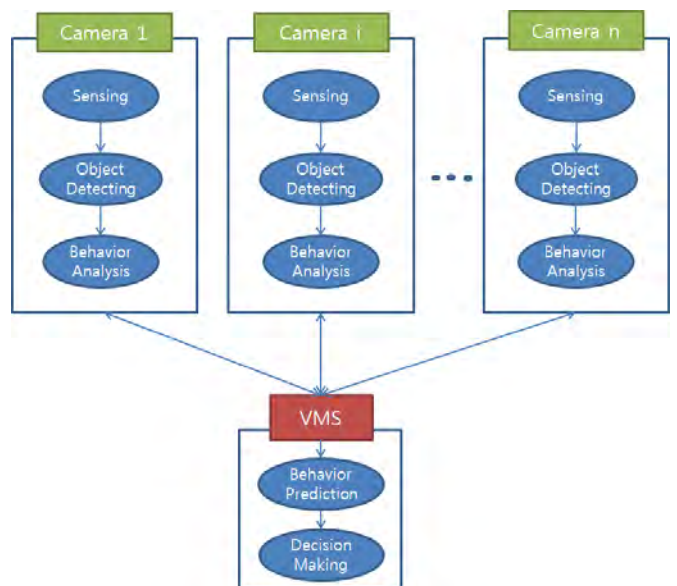 Camera 1
Sensing
Object
Detecting
Behavior
Analysis
Camera i
Sensing
Object
Detecting
Behavior
Analysis
Camera n
Sensing
Object
Detecting
Behavior
Analysis
VMS
Behavior
Prediction
Decision
Making